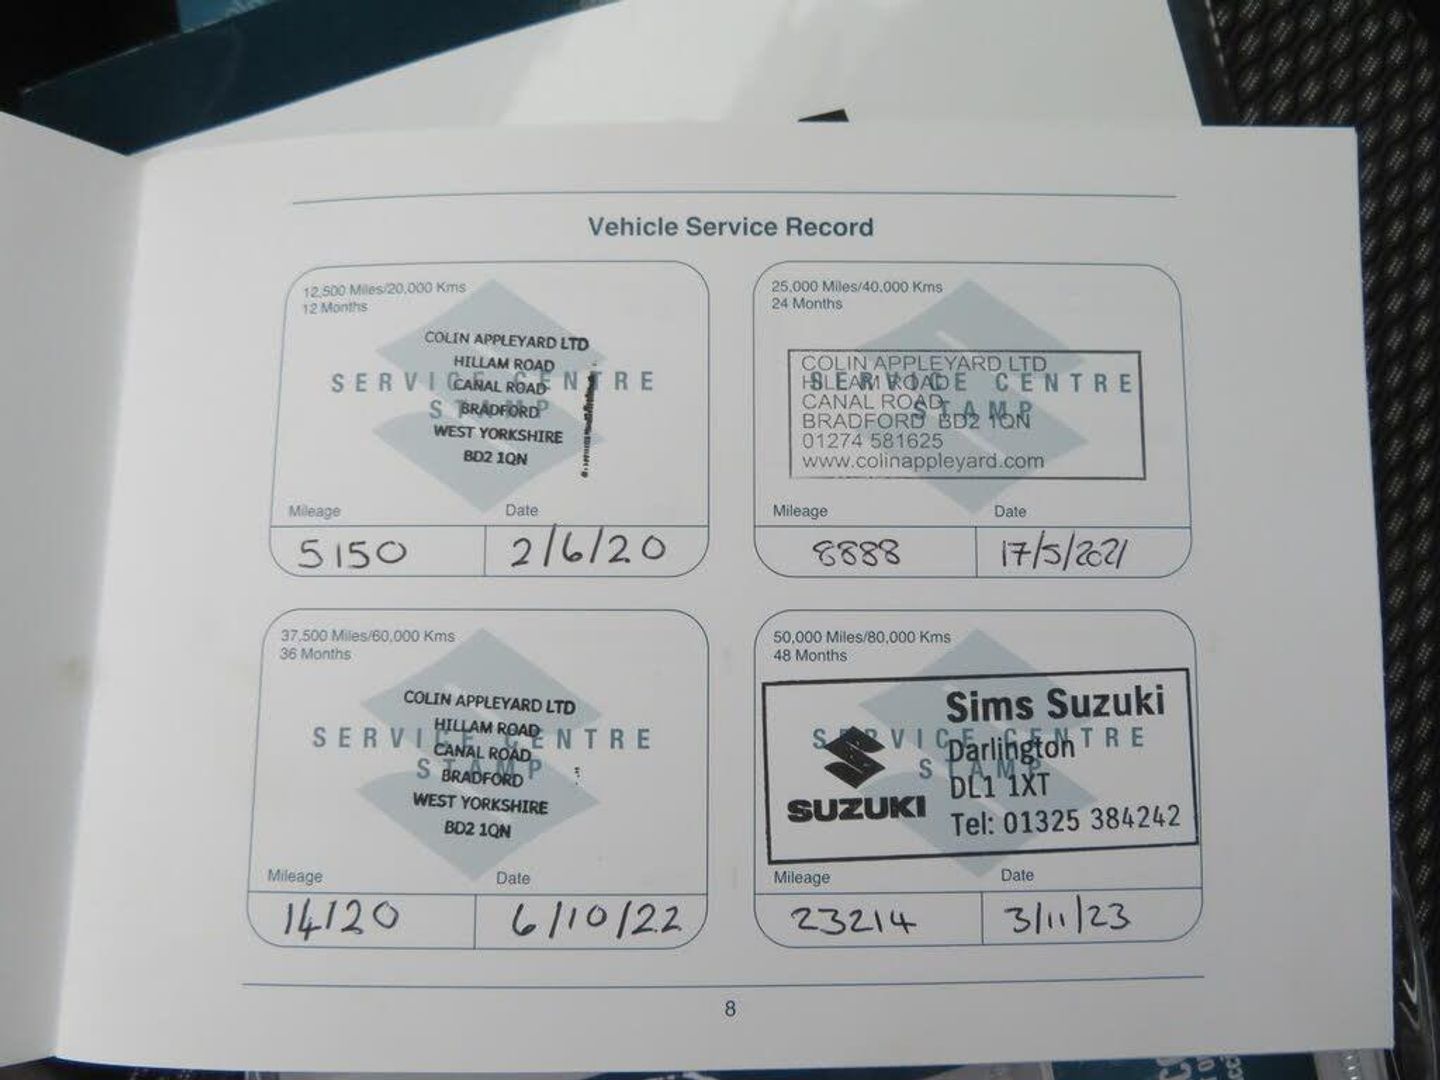 Vehicle Service Record
12,500 Miles/20,000 Kms
12 Months
SERVICE CENTRE
STAMP
COLIN APPLEYARD LTD
HILLAM ROAD
CANAL ROAD
BRADFORD
WEST YORKSHIRE
BD2 1QN
Mileage
Date
5150
2/6/20
25,000 Miles/40,000 Kms
24 Months
SERVICE CENTRE
STAMP
COLIN APPLEYARD LTD
HILLAM ROAD
CANAL ROAD
BRADFORD BD2 1QN
01274 581625
www.colinappleyard.com
Mileage
Date
8888
17/5/2021
37,500 Miles/60,000 Kms
36 Months
SERVICE CENTRE
STAMP
COLIN APPLEYARD LTD
HILLAM ROAD
CANAL ROAD
BRADFORD
WEST YORKSHIRE
BD2 1QN
Mileage
Date
14120
6/10/22
50,000 Miles/80,000 Kms
48 Months
SERVICE CENTRE
STAMP
SUZUKI
Sims Suzuki
Darlington
DL1 1XT
Tel: 01325 384242
Mileage
Date
23214
3/11/23
8